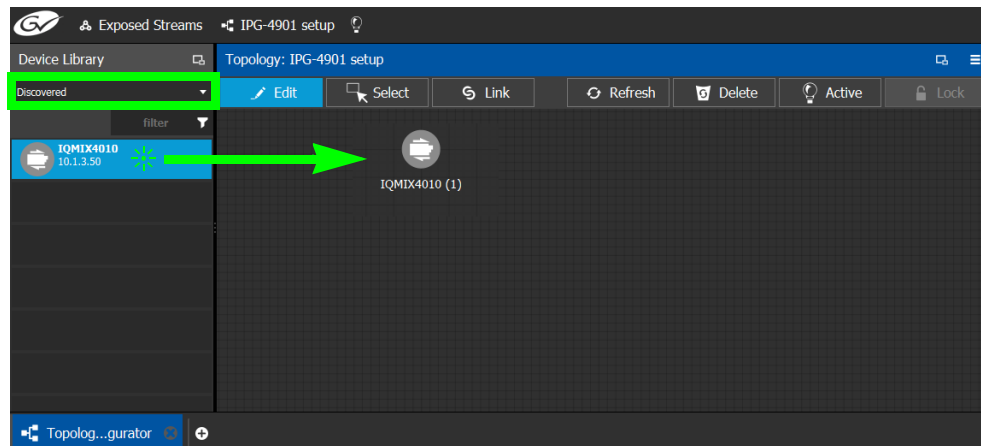 GV Exposed Streams IPG-4901 setup
Device Library
Topology: IPG-4901 setup
Discovered
Edit Select Link Refresh Delete Active Lock
filter
IQMIX4010
10.1.3.50
IQMIX4010 (1)
Topolog...gurator